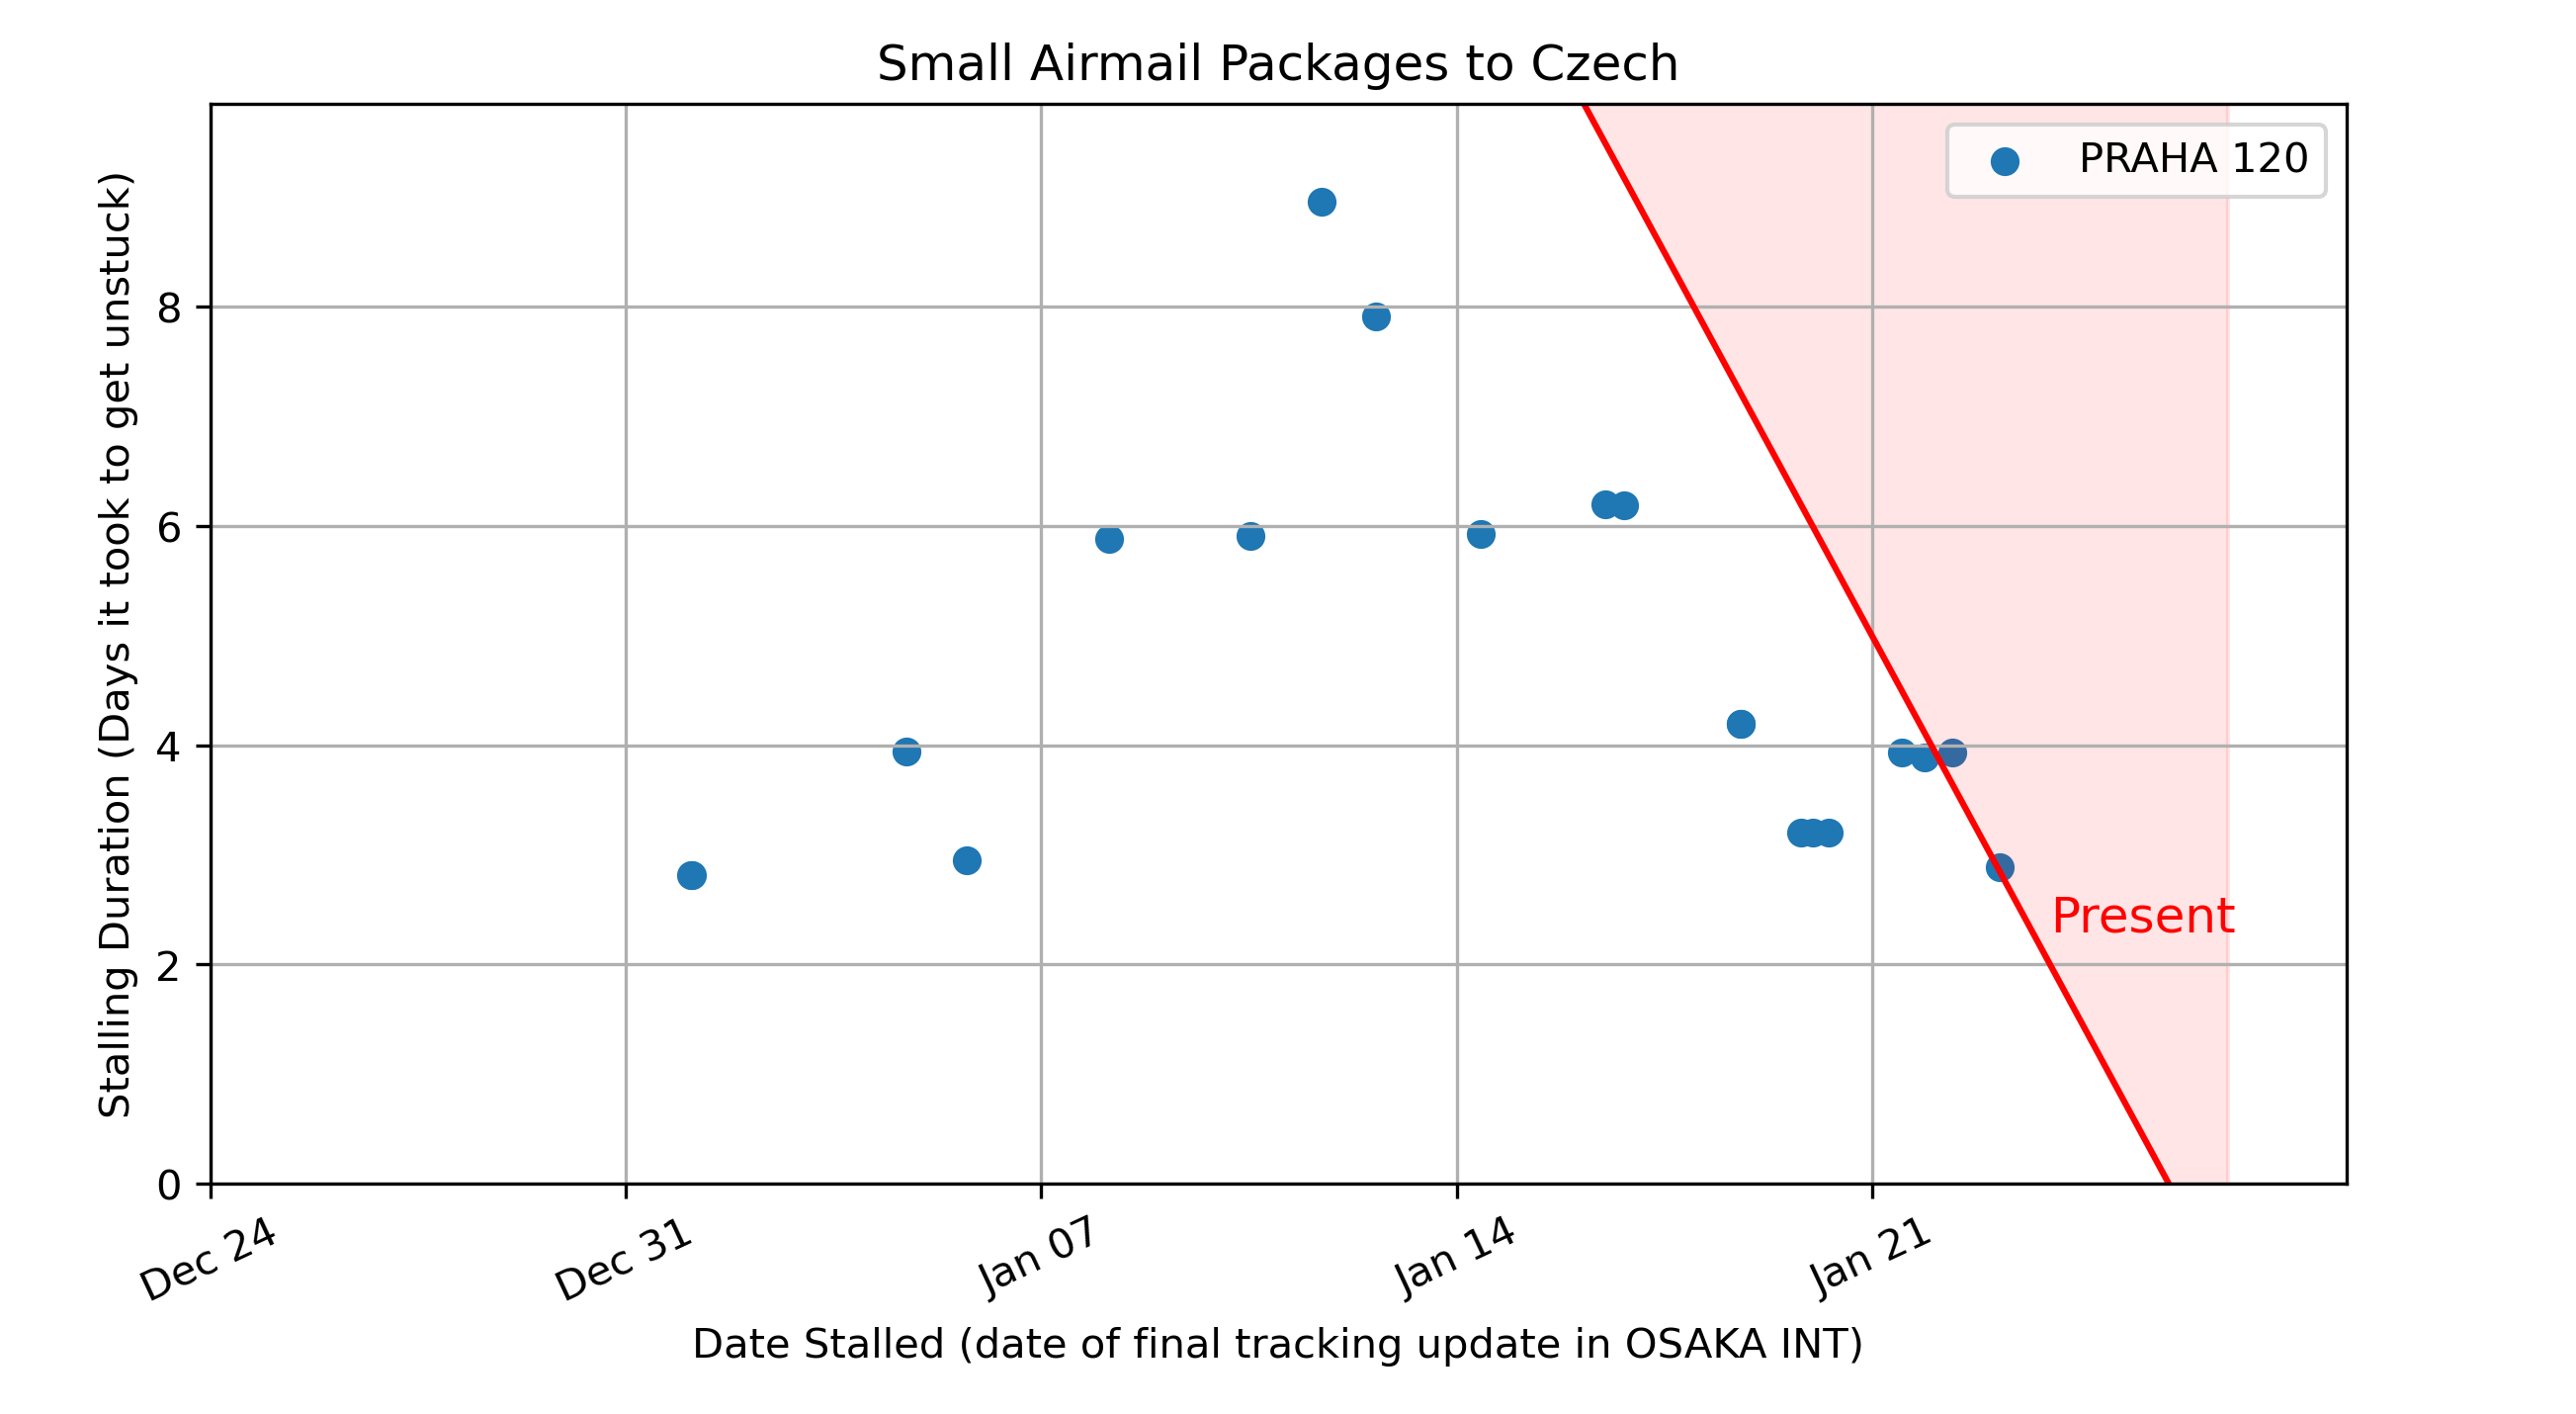 Small Airmail Packages to Czech
PRAHA 120
Stalling Duration (Days it took to get unstuck)
8
6
4
2
0
Present
Dec 24
Dec 31
Jan 07
Jan 14
Jan 21
Date Stalled (date of final tracking update in OSAKA INT)